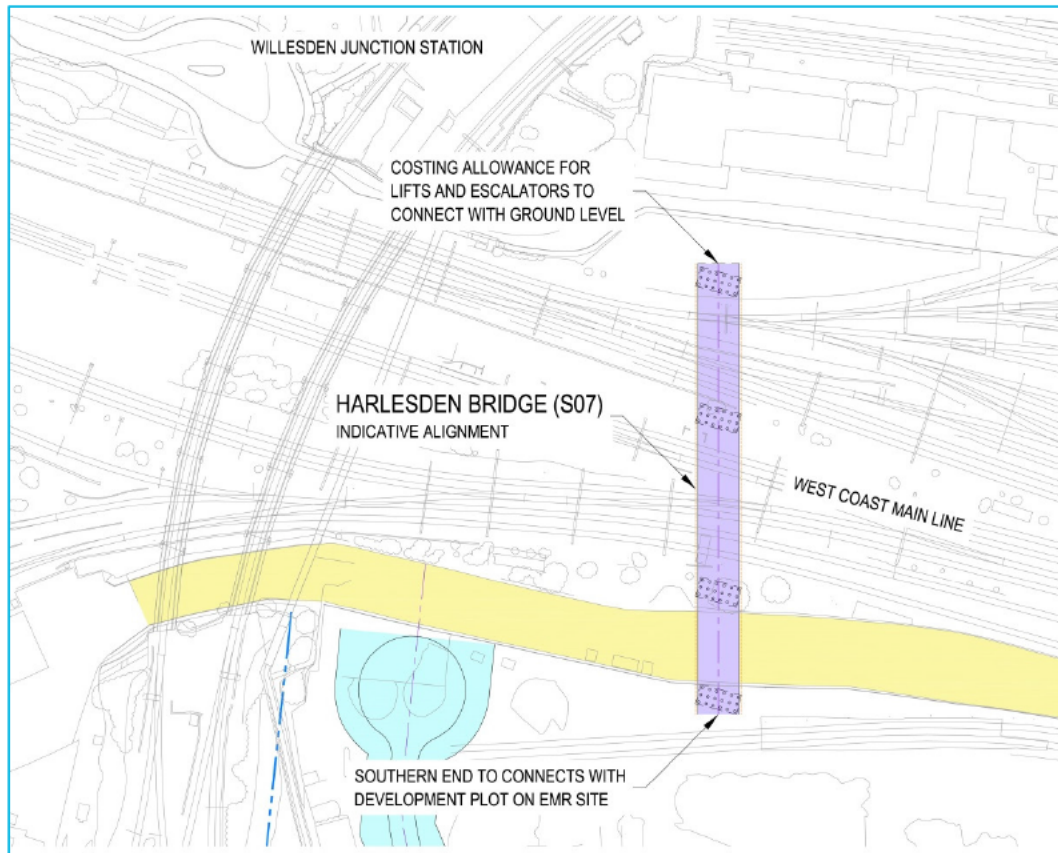 WILLESDEN JUNCTION STATION
COSTING ALLOWANCE FOR
LIFTS AND ESCALATORS TO
CONNECT WITH GROUND LEVEL
HARLESDEN BRIDGE (S07)
INDICATIVE ALIGNMENT
WEST COAST MAIN LINE
SOUTHERN END TO CONNECTS WITH
DEVELOPMENT PLOT ON EMR SITE